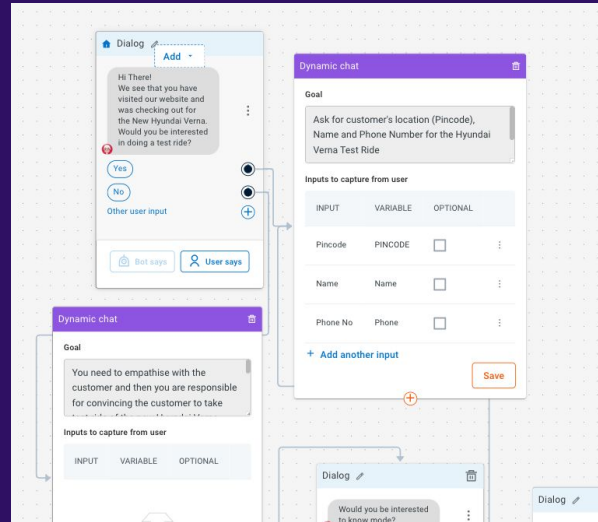 Dialog
Add
Hi There!
We see that you have
visited our website and
was checking out for
the New Hyundai Verna.
Would you be interested
in doing a test ride?
Yes
No
Other user input
Bot says
User says
Dynamic chat
Goal
Ask for customer's location (Pincode),
Name and Phone Number for the Hyundai
Verna Test Ride
Inputs to capture from user
INPUT VARIABLE OPTIONAL
Pincode PINCODE
Name Name
Phone No Phone
+ Add another input
Save
Dynamic chat
Goal
You need to empathise with the
customer and then you are responsible
for convincing the customer to take
Inputs to capture from user
INPUT VARIABLE OPTIONAL
Dialog
Would you be interested
to know mode?
Dialog